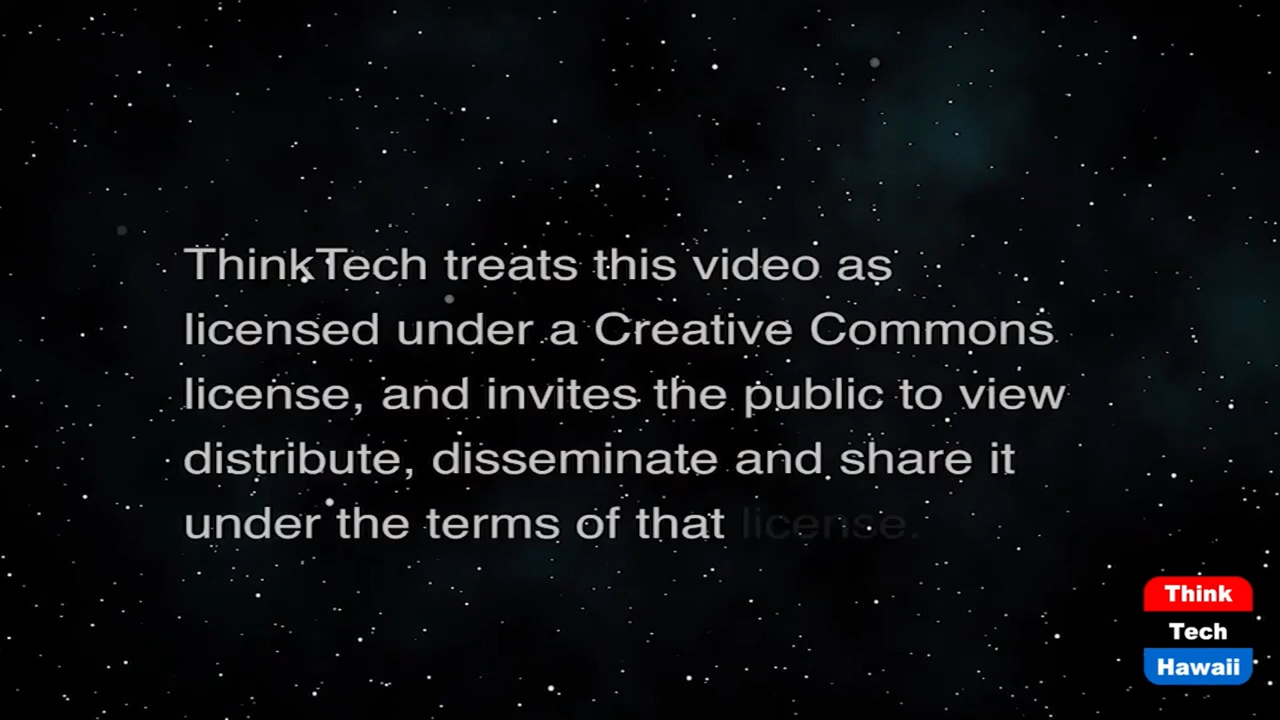 ThinkTech treats this video as
licensed under a Creative Commons
license, and invites the public to view
distribute, disseminate and share it
under the terms of that license.
Think
Tech
Hawaii